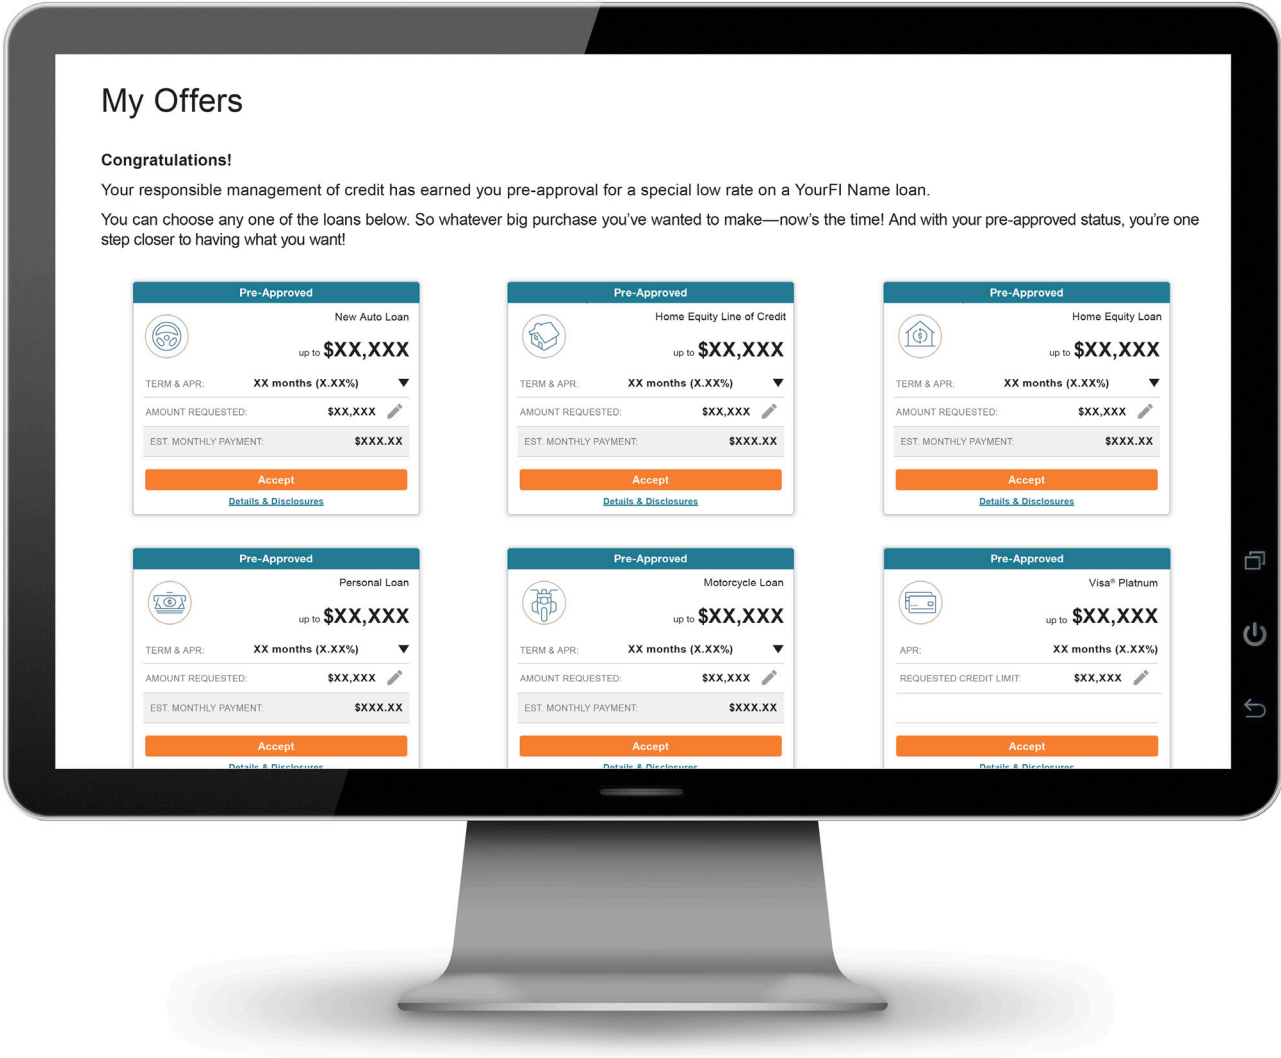 My Offers
Congratulations!
Your responsible management of credit has earned you pre-approval for a special low rate on a YourFI Name loan.
You can choose any one of the loans below. So whatever big purchase you've wanted to make—now's the time! And with your pre-approved status, you're one
step closer to having what you want!
Pre-Approved
New Auto Loan
up to $XX,XXX
TERM & APR: XX months (X.XX%)
AMOUNT REQUESTED: $XX,XXX
EST. MONTHLY PAYMENT: $XXX.XX
Accept
Details & Disclosures
Pre-Approved
Home Equity Line of Credit
up to $XX,XXX
TERM & APR: XX months (X.XX%)
AMOUNT REQUESTED: $XX,XXX
EST. MONTHLY PAYMENT: $XXX.XX
Accept
Details & Disclosures
Pre-Approved
Home Equity Loan
up to $XX,XXX
TERM & APR: XX months (X.XX%)
AMOUNT REQUESTED: $XX,XXX
EST. MONTHLY PAYMENT: $XXX.XX
Accept
Details & Disclosures
Pre-Approved
Personal Loan
up to $XX,XXX
TERM & APR: XX months (X.XX%)
AMOUNT REQUESTED: $XX,XXX
EST. MONTHLY PAYMENT: $XXX.XX
Accept
Details & Disclosures
Pre-Approved
Motorcycle Loan
up to $XX,XXX
TERM & APR: XX months (X.XX%)
AMOUNT REQUESTED: $XX,XXX
EST. MONTHLY PAYMENT: $XXX.XX
Accept
Details & Disclosures
Pre-Approved
Visa® Platnum
up to $XX,XXX
APR: XX months (X.XX%)
REQUESTED CREDIT LIMIT: $XX,XXX
Accept
Details & Disclosures